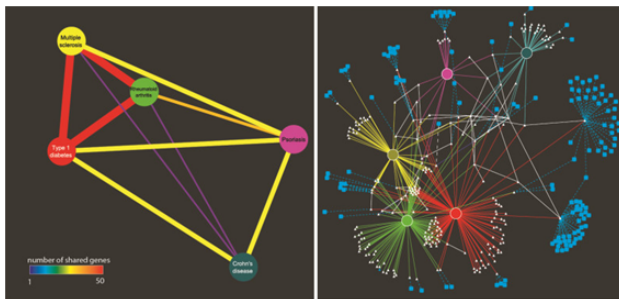 Multiple
sclerosis
Rheumatoid
arthritis
Psoriasis
Type 1
diabetes
Crohn's
disease
number of shared genes
1 50